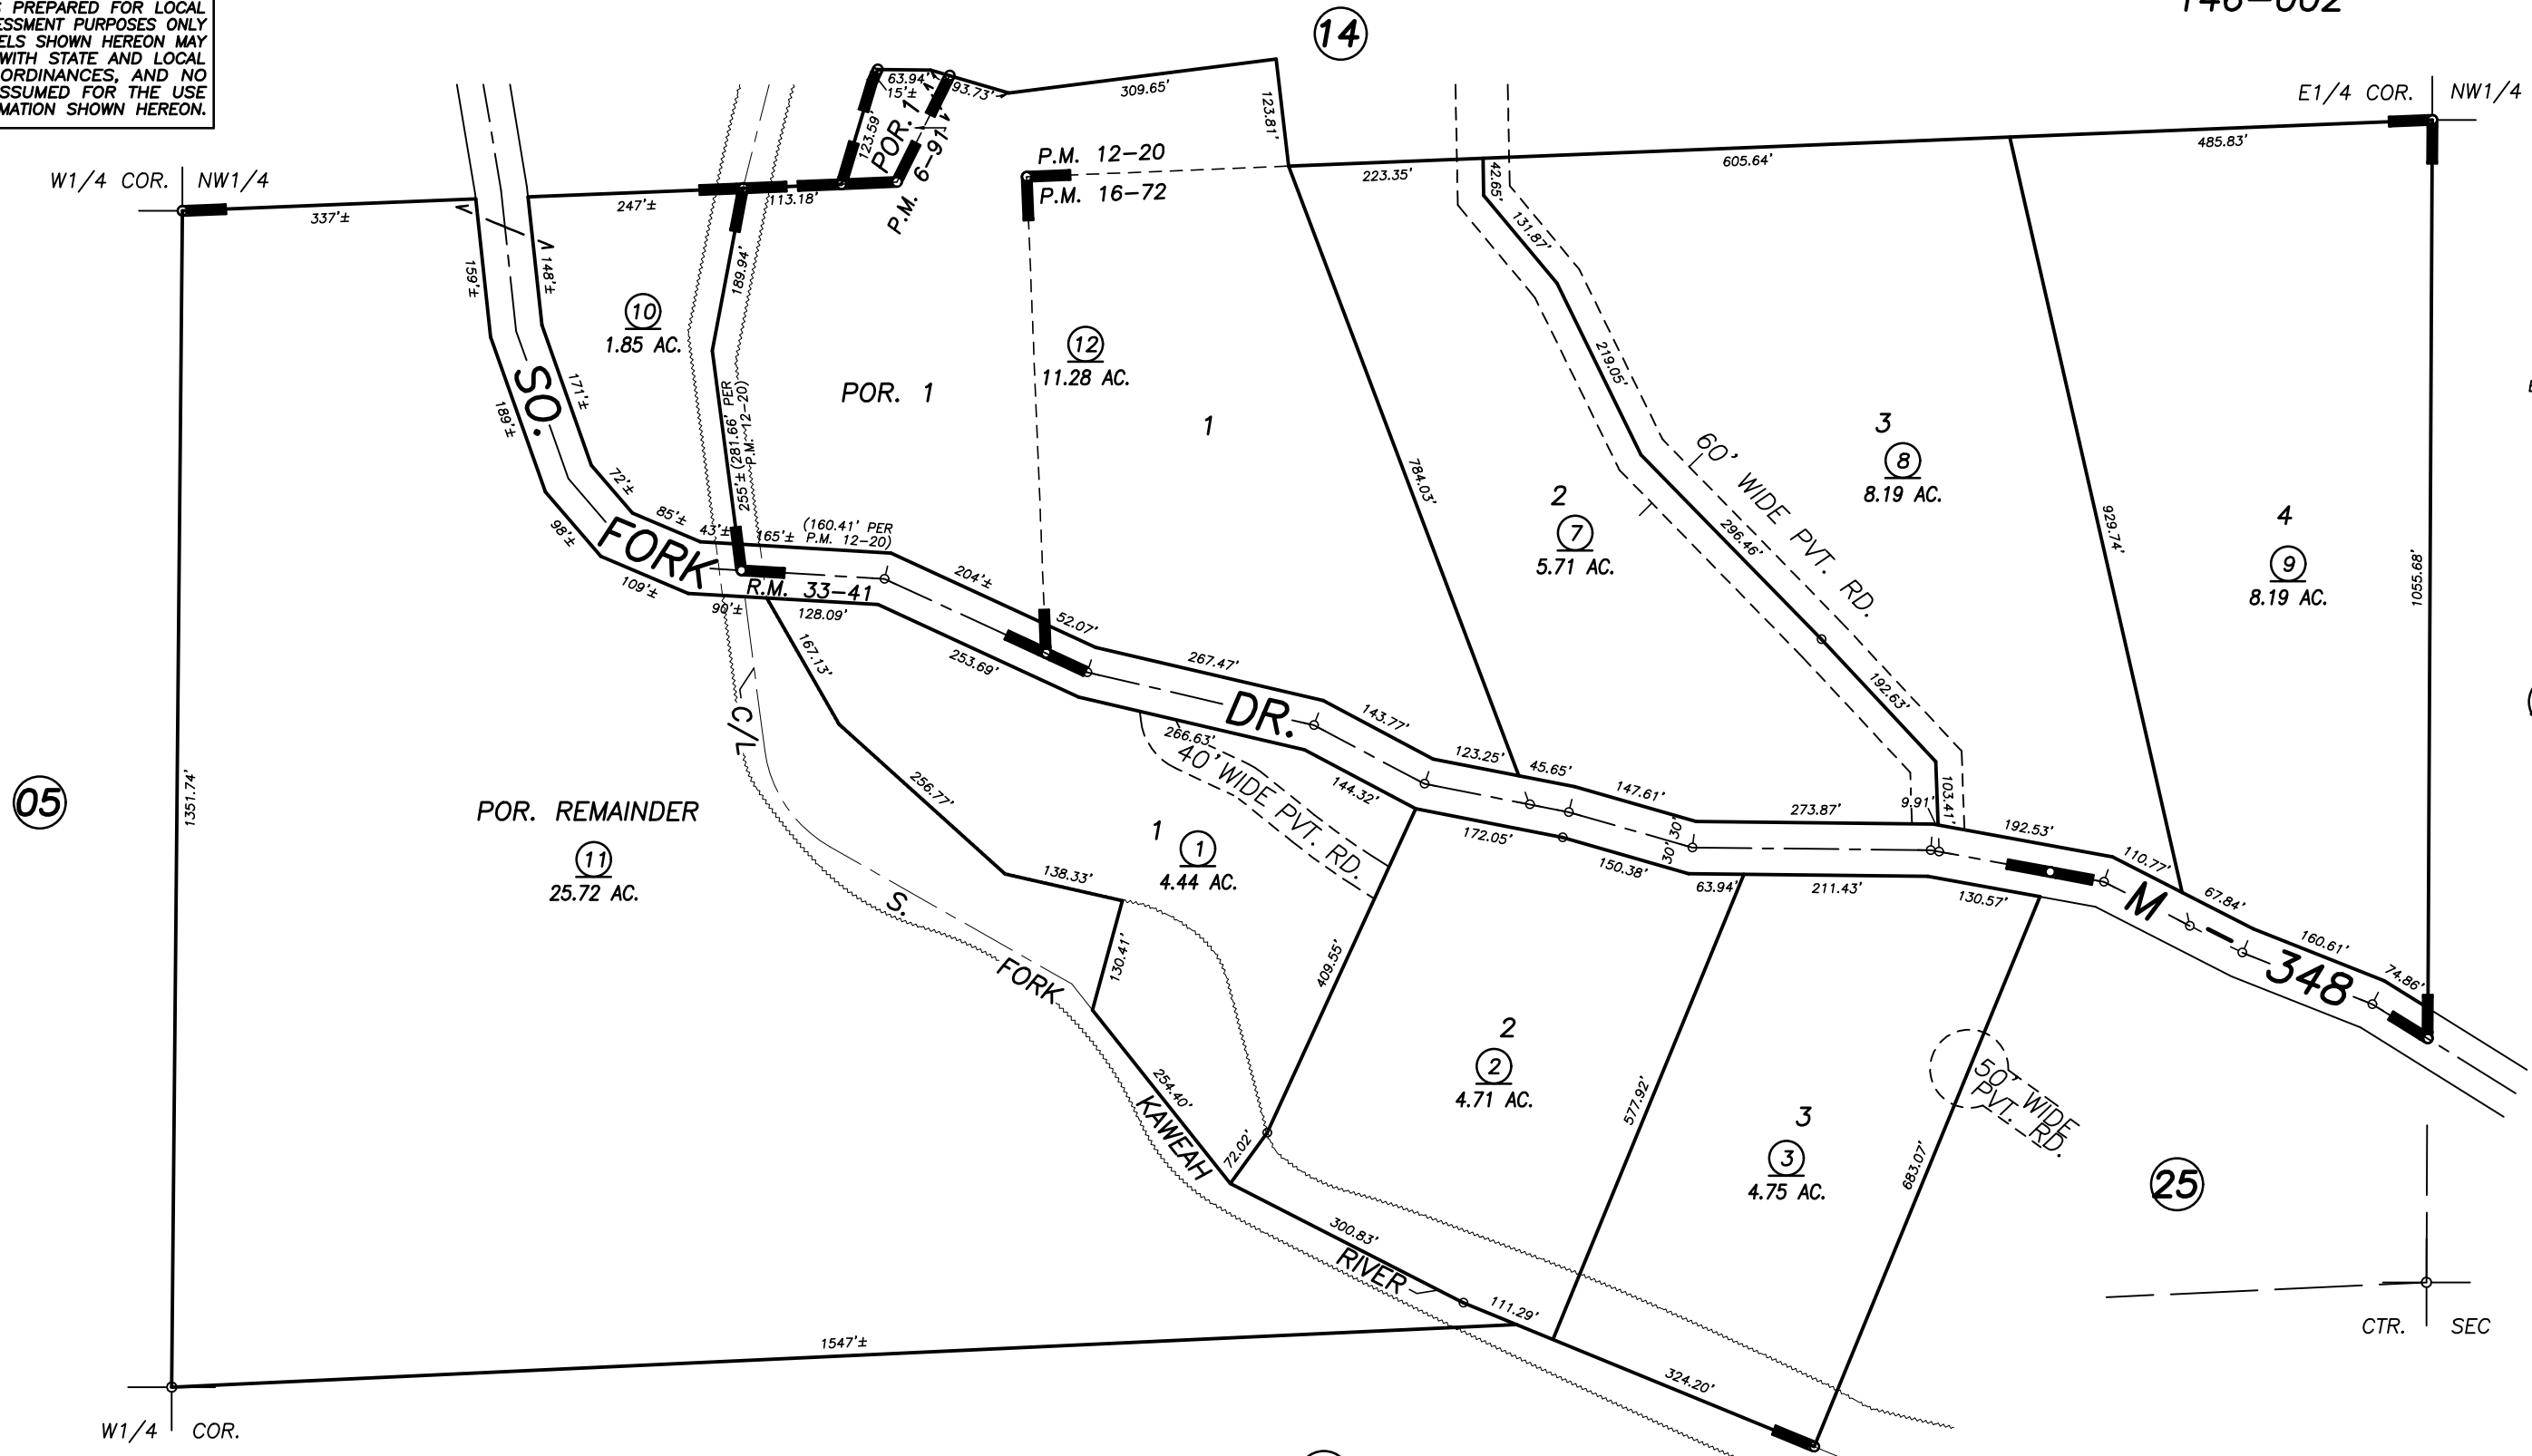 PREPARED FOR LOCAL
ESSMENT PURPOSES ONLY
ELS SHOWN HEREON MAY
WITH STATE AND LOCAL
ORDINANCES, AND NO
SSUMED FOR THE USE
MATION SHOWN HEREON.
14
146-002
E1/4 COR. NW1/4
W1/4 COR. NW1/4
337'±
247'±
113.18'
63.94'
15'±
93.73'
123.59'
POR. 1
P.M. 6-91
309.65'
123.81'
P.M. 12-20
P.M. 16-72
223.35'
605.64'
485.83'
42.65'
131.87'
219.05'
296.46'
192.63'
103.41'
9.91'
60' WIDE PVT. RD.
159'±
148'±
189'±
171'±
98'±
72'±
109'±
85'±
43'±
90'±
165'±
(160.41' PER
P.M. 12-20)
189.94'
255'± (281.66' PER
P.M. 12-20)
10
1.85 AC.
12
11.28 AC.
POR. 1
1
2
7
5.71 AC.
3
8
8.19 AC.
4
9
8.19 AC.
784.03'
929.74'
1055.68'
SO. FORK DR. M 348
R.M. 33-41
204'±
52.07'
267.47'
143.77'
123.25'
45.65'
147.61'
273.87'
192.53'
110.77'
67.84'
160.61'
74.86'
128.09'
253.69'
266.63'
144.32'
172.05'
150.38'
30' 30'
63.94'
211.43'
130.57'
40' WIDE PVT. RD.
167.13'
256.77'
138.33'
130.41'
254.40'
72.02'
409.55'
577.92'
683.07'
300.83'
111.29'
324.20'
C/L
S. FORK KAWEAH RIVER
05
1351.74'
POR. REMAINDER
11
25.72 AC.
1
1
4.44 AC.
2
2
4.71 AC.
3
3
4.75 AC.
50' WIDE
PVT. RD.
25
1547'±
CTR. SEC
W1/4 COR.